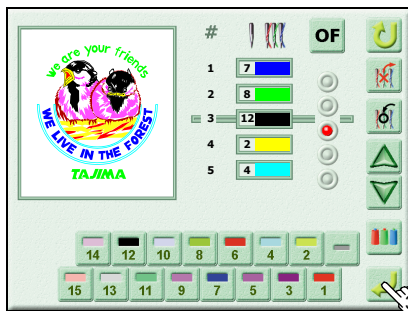 # OF
we are your friends
WE LIVE IN THE FOREST
TAJIMA
1 7
2 8
3 12
4 2
5 4
14 12 10 8 6 4 2
15 13 11 9 7 5 3 1